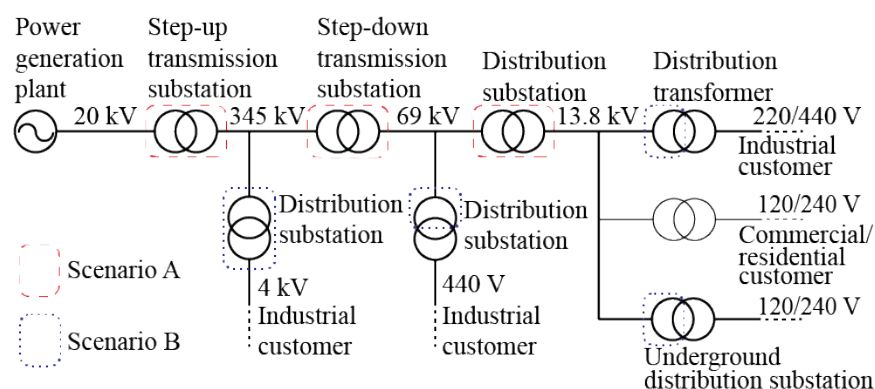 Power
generation
plant
Step-up
transmission
substation
Step-down
transmission
substation
Distribution
substation
Distribution
transformer
20 kV
345 kV
69 kV
13.8 kV
220/440 V
Industrial
customer
Distribution
substation
Distribution
substation
120/240 V
Commercial/
residential
customer
Scenario A
4 kV
Industrial
customer
440 V
Industrial
customer
120/240 V
Scenario B
Underground
distribution substation